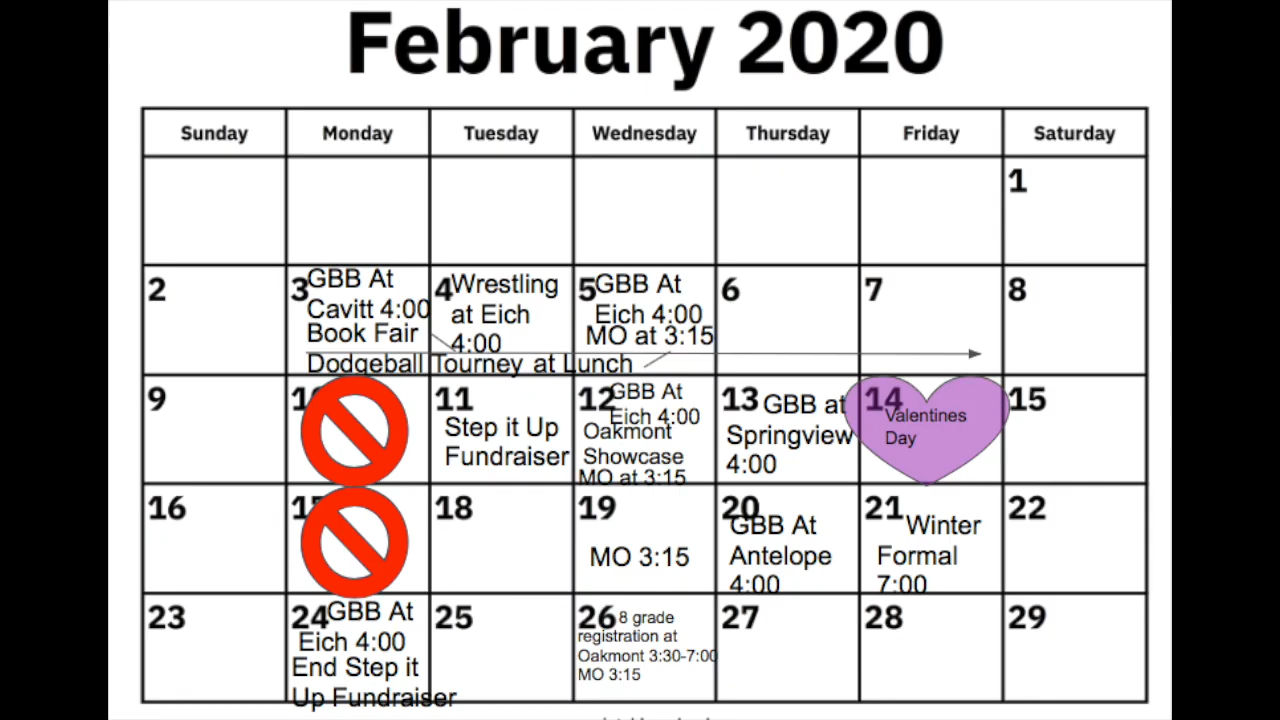 February 2020
Sunday Monday Tuesday Wednesday Thursday Friday Saturday
1
2
3 GBB At
Cavitt 4:00
Book Fair
Dodgeball Tourney at Lunch
4 Wrestling
at Eich
4:00
5 GBB At
Eich 4:00
MO at 3:15
6
7
8
9
11
Step it Up
Fundraiser
12 GBB At
Eich 4:00
Oakmont
Showcase
MO at 3:15
13 GBB at
Springview
4:00
14
Valentines
Day
15
16
18
19
MO 3:15
20
GBB At
Antelope
4:00
21 Winter
Formal
7:00
22
23
24 GBB At
Eich 4:00
End Step it
Up Fundraiser
25
26 8 grade
registration at
Oakmont 3:30-7:00
MO 3:15
27
28
29